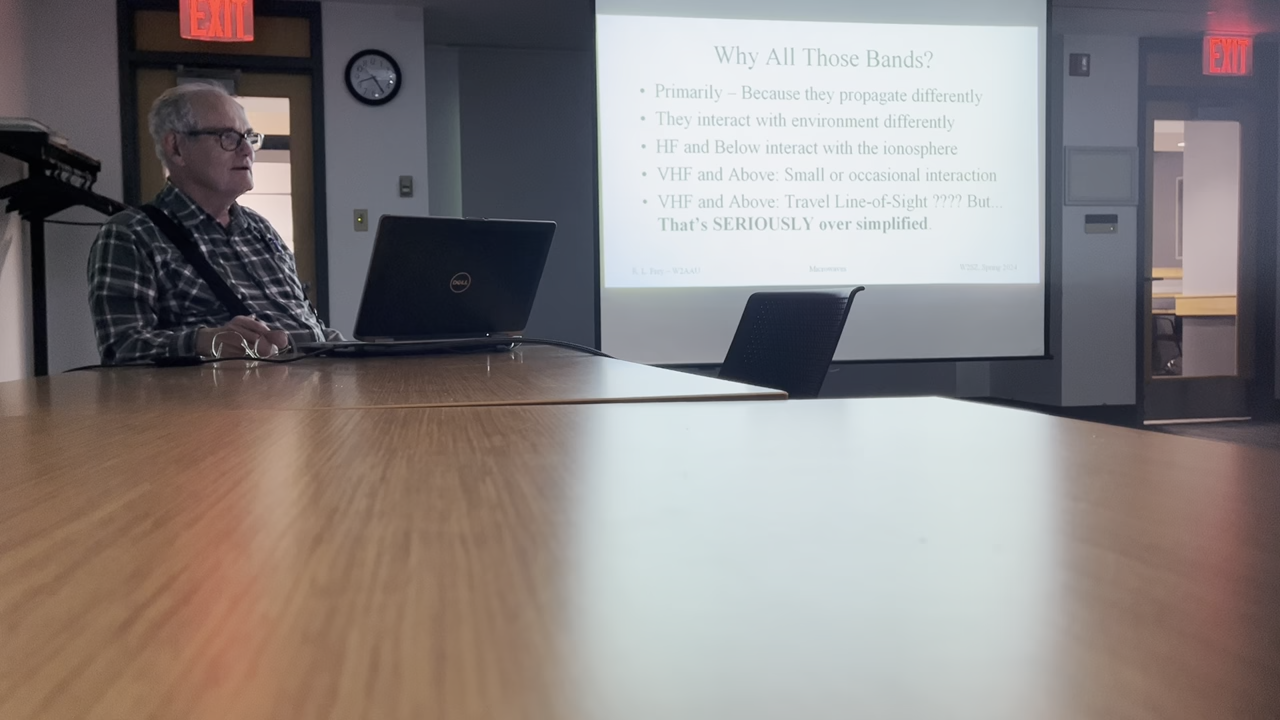 EXIT
Why All Those Bands?
• Primarily – Because they propagate differently
• They interact with environment differently
• HF and Below interact with the ionosphere
• VHF and Above: Small or occasional interaction
• VHF and Above: Travel Line-of-Sight ???? But...
That's SERIOUSLY over simplified.
EXIT
DELL